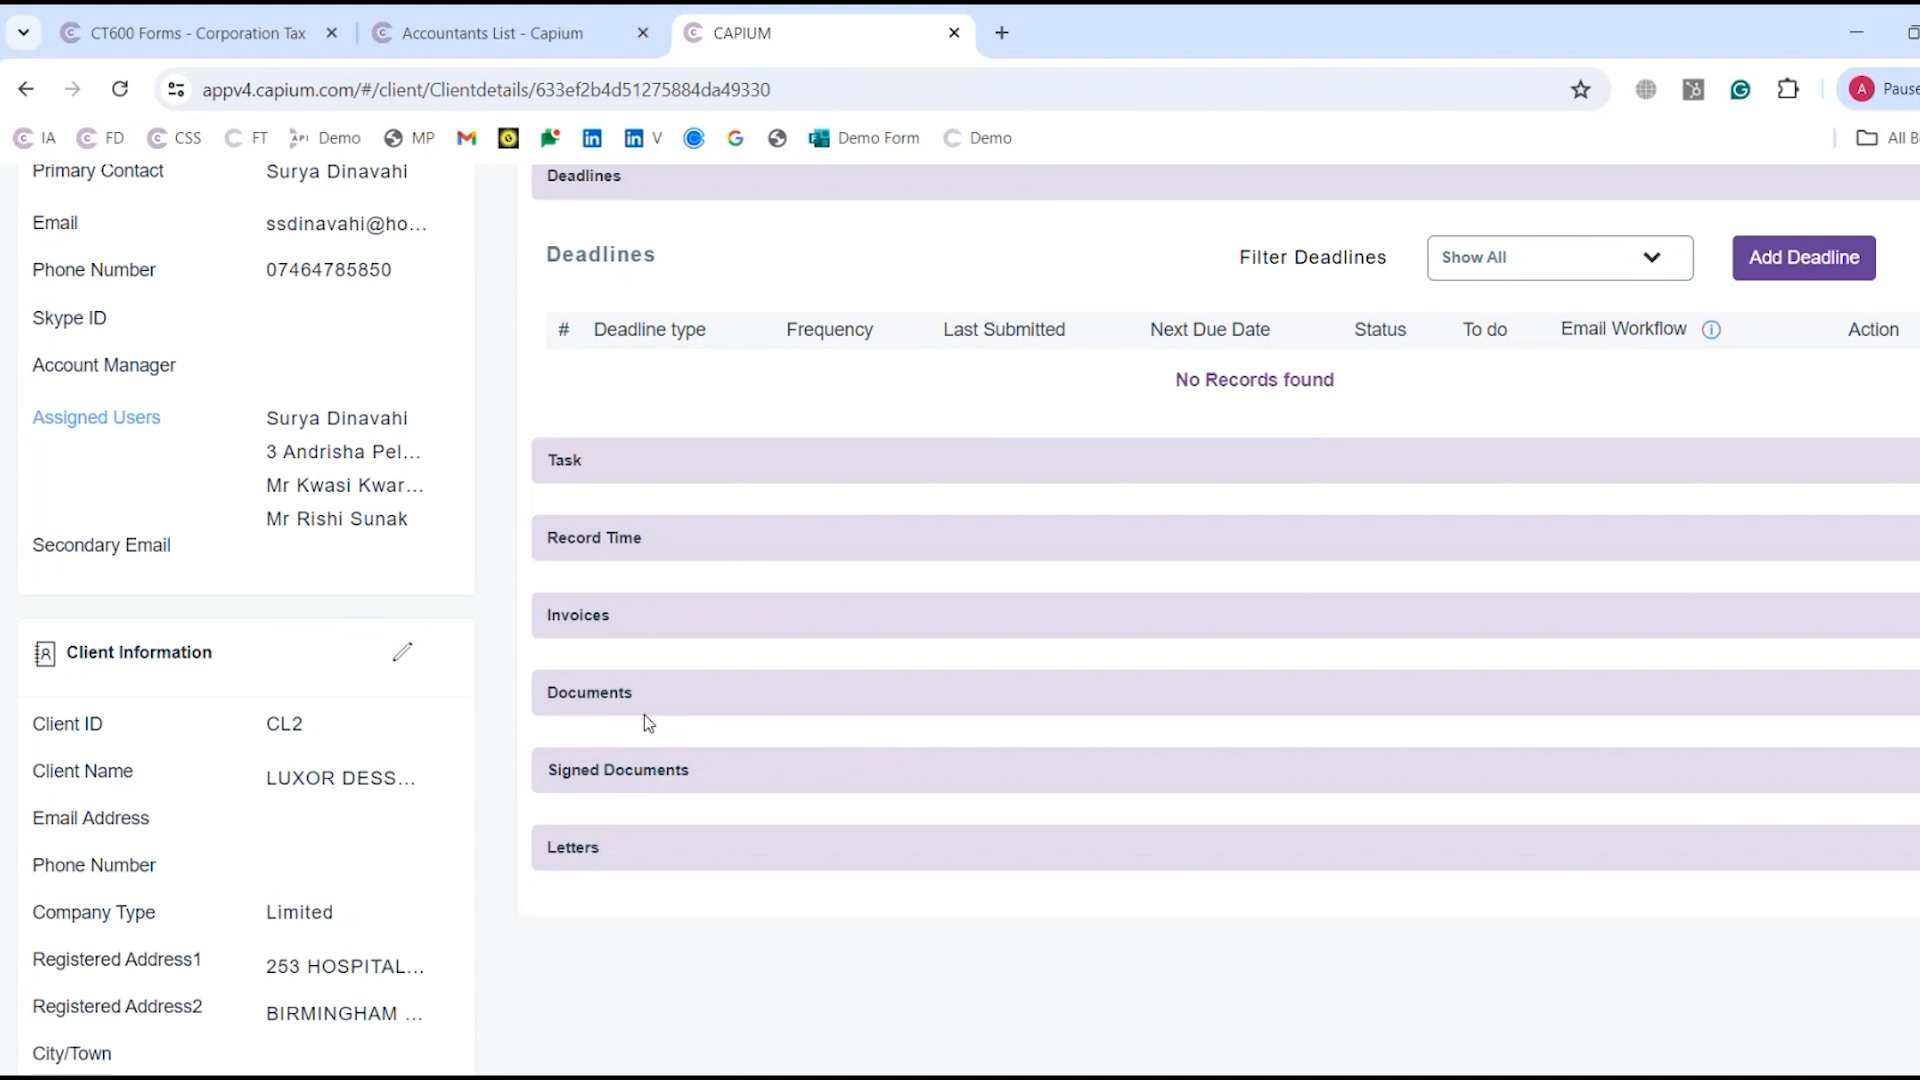 CT600 Forms - Corporation Tax
Accountants List - Capium
CAPIUM
appv4.capium.com/#/client/Clientdetails/633ef2b4d51275884da49330
A Pause
IA
FD
CSS
FT
API Demo
MP
V
Demo Form
Demo
All B
Primary Contact Surya Dinavahi
Email ssdinavahi@ho...
Phone Number 07464785850
Skype ID
Account Manager
Assigned Users Surya Dinavahi
3 Andrisha Pel...
Mr Kwasi Kwar...
Mr Rishi Sunak
Secondary Email
Client Information
Client ID CL2
Client Name LUXOR DESS...
Email Address
Phone Number
Company Type Limited
Registered Address1 253 HOSPITAL...
Registered Address2 BIRMINGHAM ...
City/Town
Deadlines
Deadlines
Filter Deadlines Show All Add Deadline
# Deadline type Frequency Last Submitted Next Due Date Status To do Email Workflow Action
No Records found
Task
Record Time
Invoices
Documents
Signed Documents
Letters